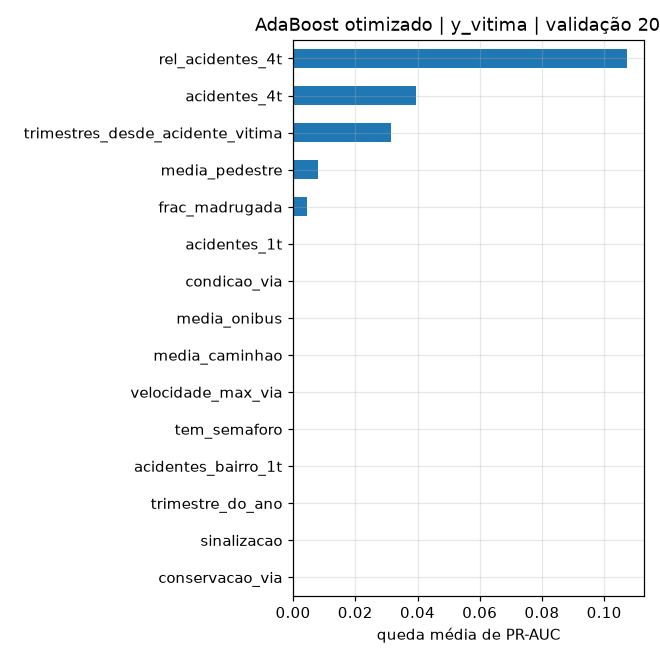 AdaBoost otimizado | y_vitima | validação 20
rel_acidentes_4t
acidentes_4t
trimestres_desde_acidente_vitima
media_pedestre
frac_madrugada
acidentes_1t
condicao_via
media_onibus
media_caminhao
velocidade_max_via
tem_semaforo
acidentes_bairro_1t
trimestre_do_ano
sinalizacao
conservacao_via
0.00 0.02 0.04 0.06 0.08 0.10
queda média de PR-AUC